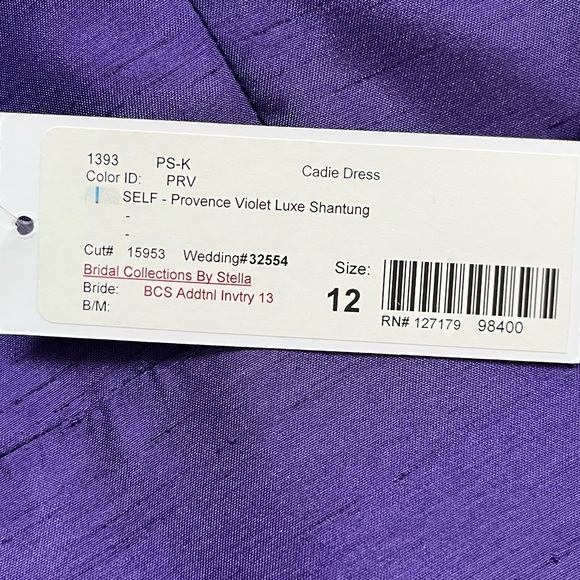 1393 PS-K Cadie Dress
Color ID: PRV
SELF - Provence Violet Luxe Shantung
-
-
Cut# 15953 Wedding#32554
Bridal Collections By Stella
Bride: BCS Addtnl Invtry 13
B/M:
Size: 12
RN# 127179 98400